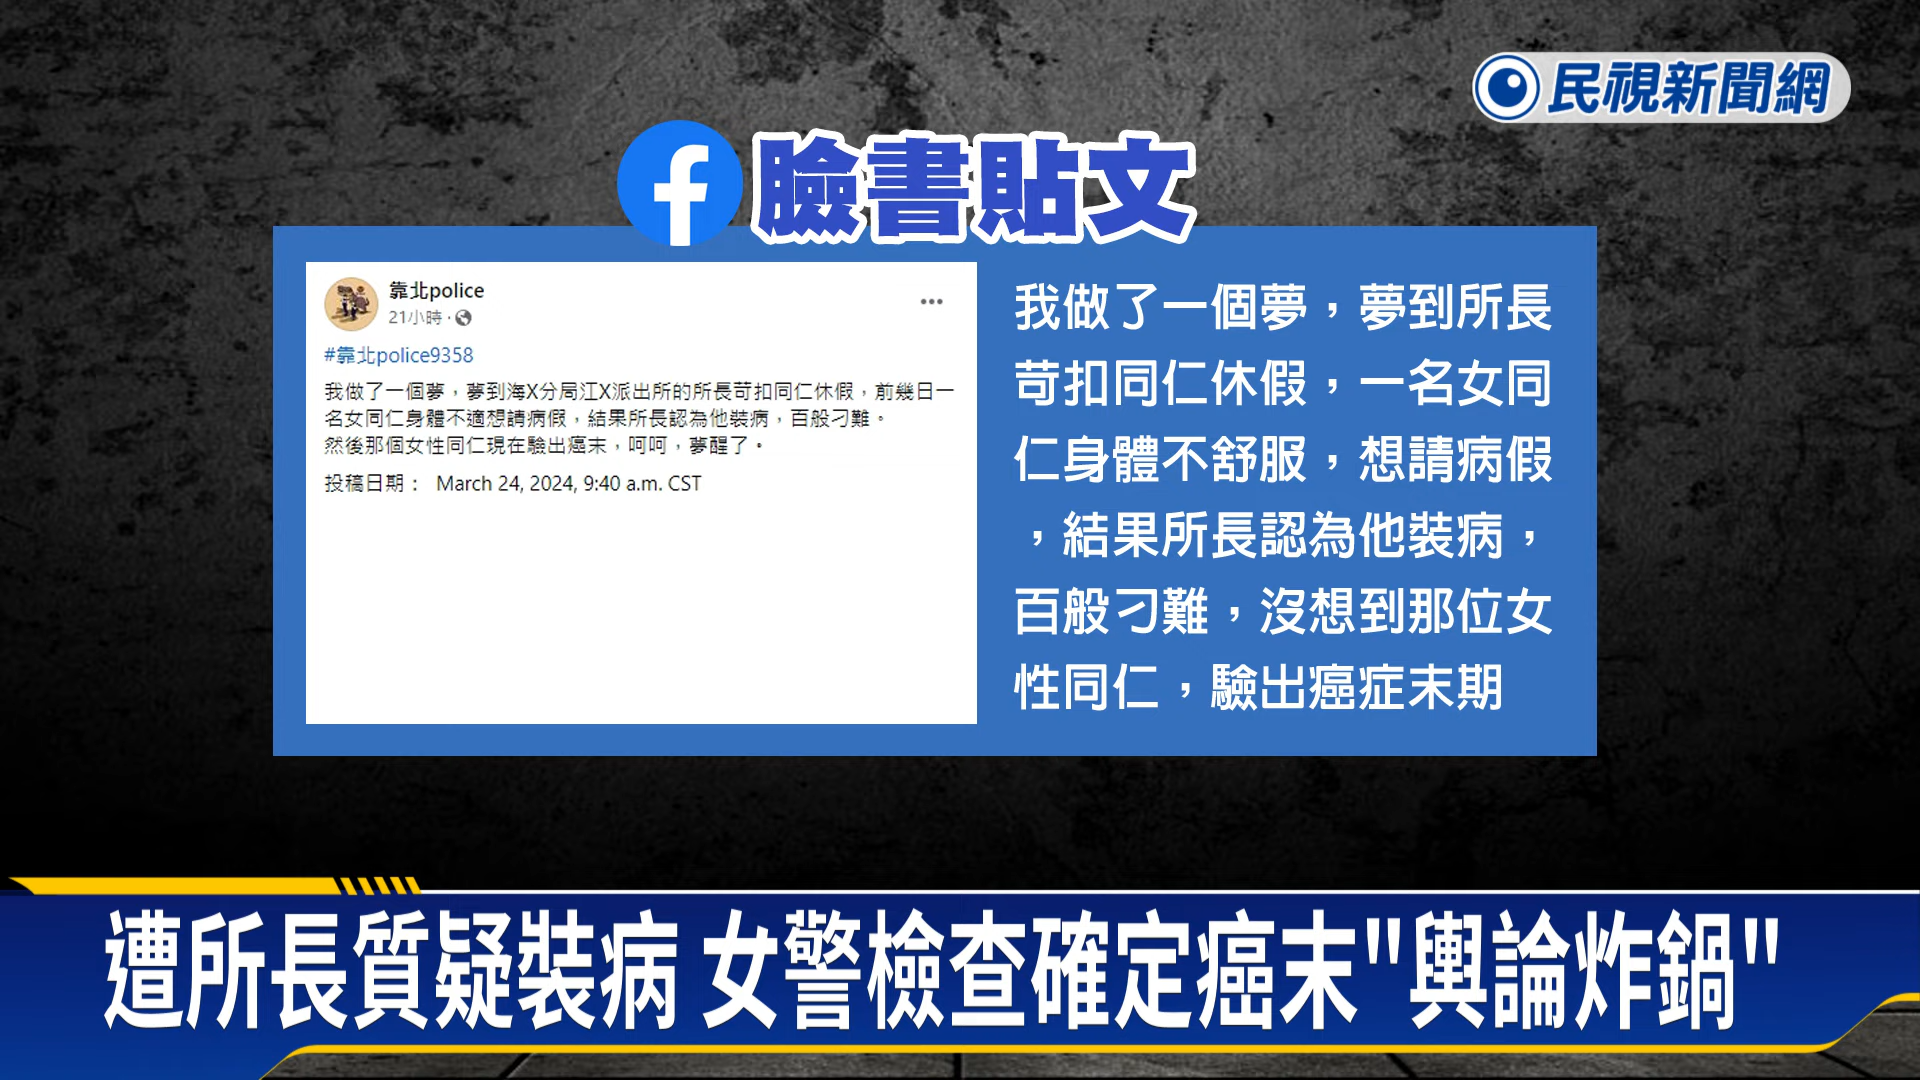 民視新聞網
臉書貼文
靠北police
21小時·
#靠北police9358
我做了一個夢，夢到海X分局江X派出所的所長苛扣同仁休假，前幾日一
名女同仁身體不適想請病假，結果所長認為他裝病，百般刁難。
然後那個女性同仁現在驗出癌末，呵呵，夢醒了。
投稿日期： March 24, 2024, 9:40 a.m. CST
我做了一個夢，夢到所長
苛扣同仁休假，一名女同
仁身體不舒服，想請病假
，結果所長認為他裝病，
百般刁難，沒想到那位女
性同仁，驗出癌症末期
遭所長質疑裝病 女警檢查確定癌末"輿論炸鍋"